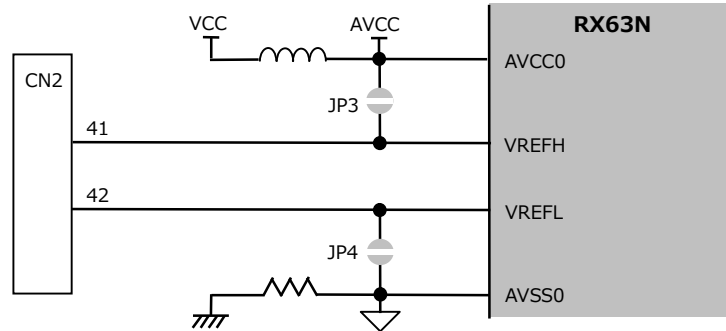 VCC
AVCC
RX63N
AVCC0
CN2
JP3
41
VREFH
42
VREFL
JP4
AVSS0